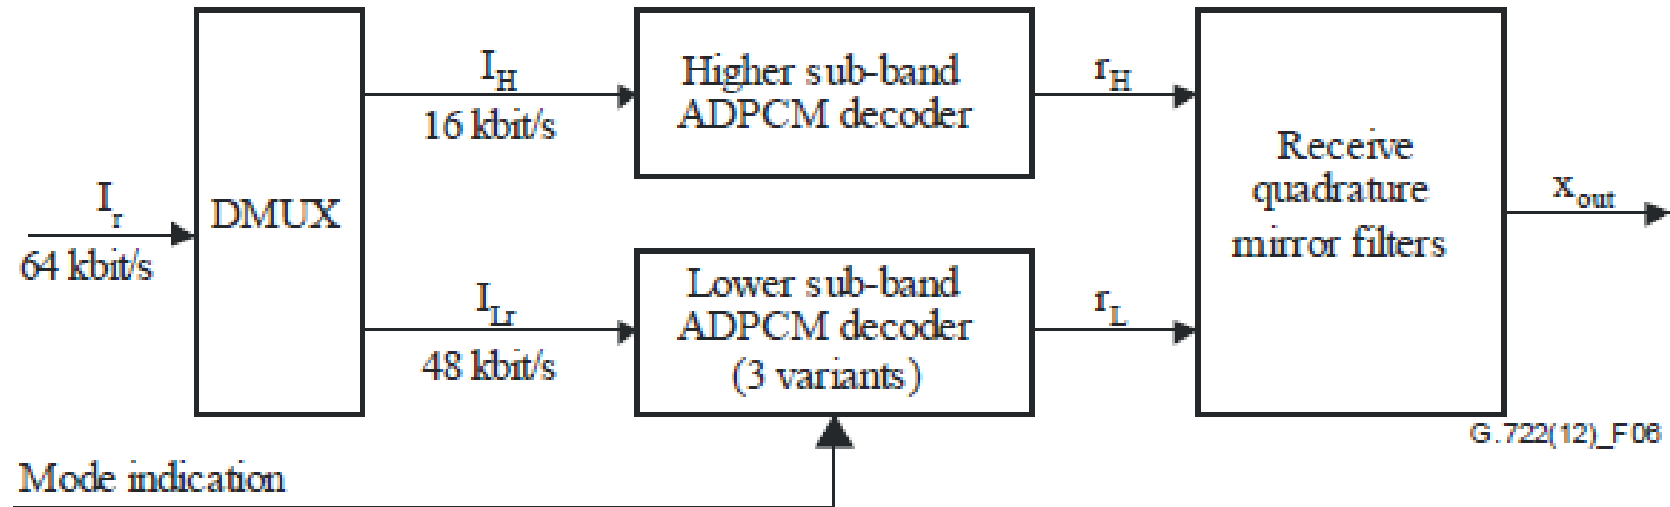 I_r
64 kbit/s
DMUX
I_H
16 kbit/s
I_Lr
48 kbit/s
Higher sub-band
ADPCM decoder
Lower sub-band
ADPCM decoder
(3 variants)
r_H
r_L
Receive
quadrature
mirror filters
x_out
G.722(12)_F06
Mode indication